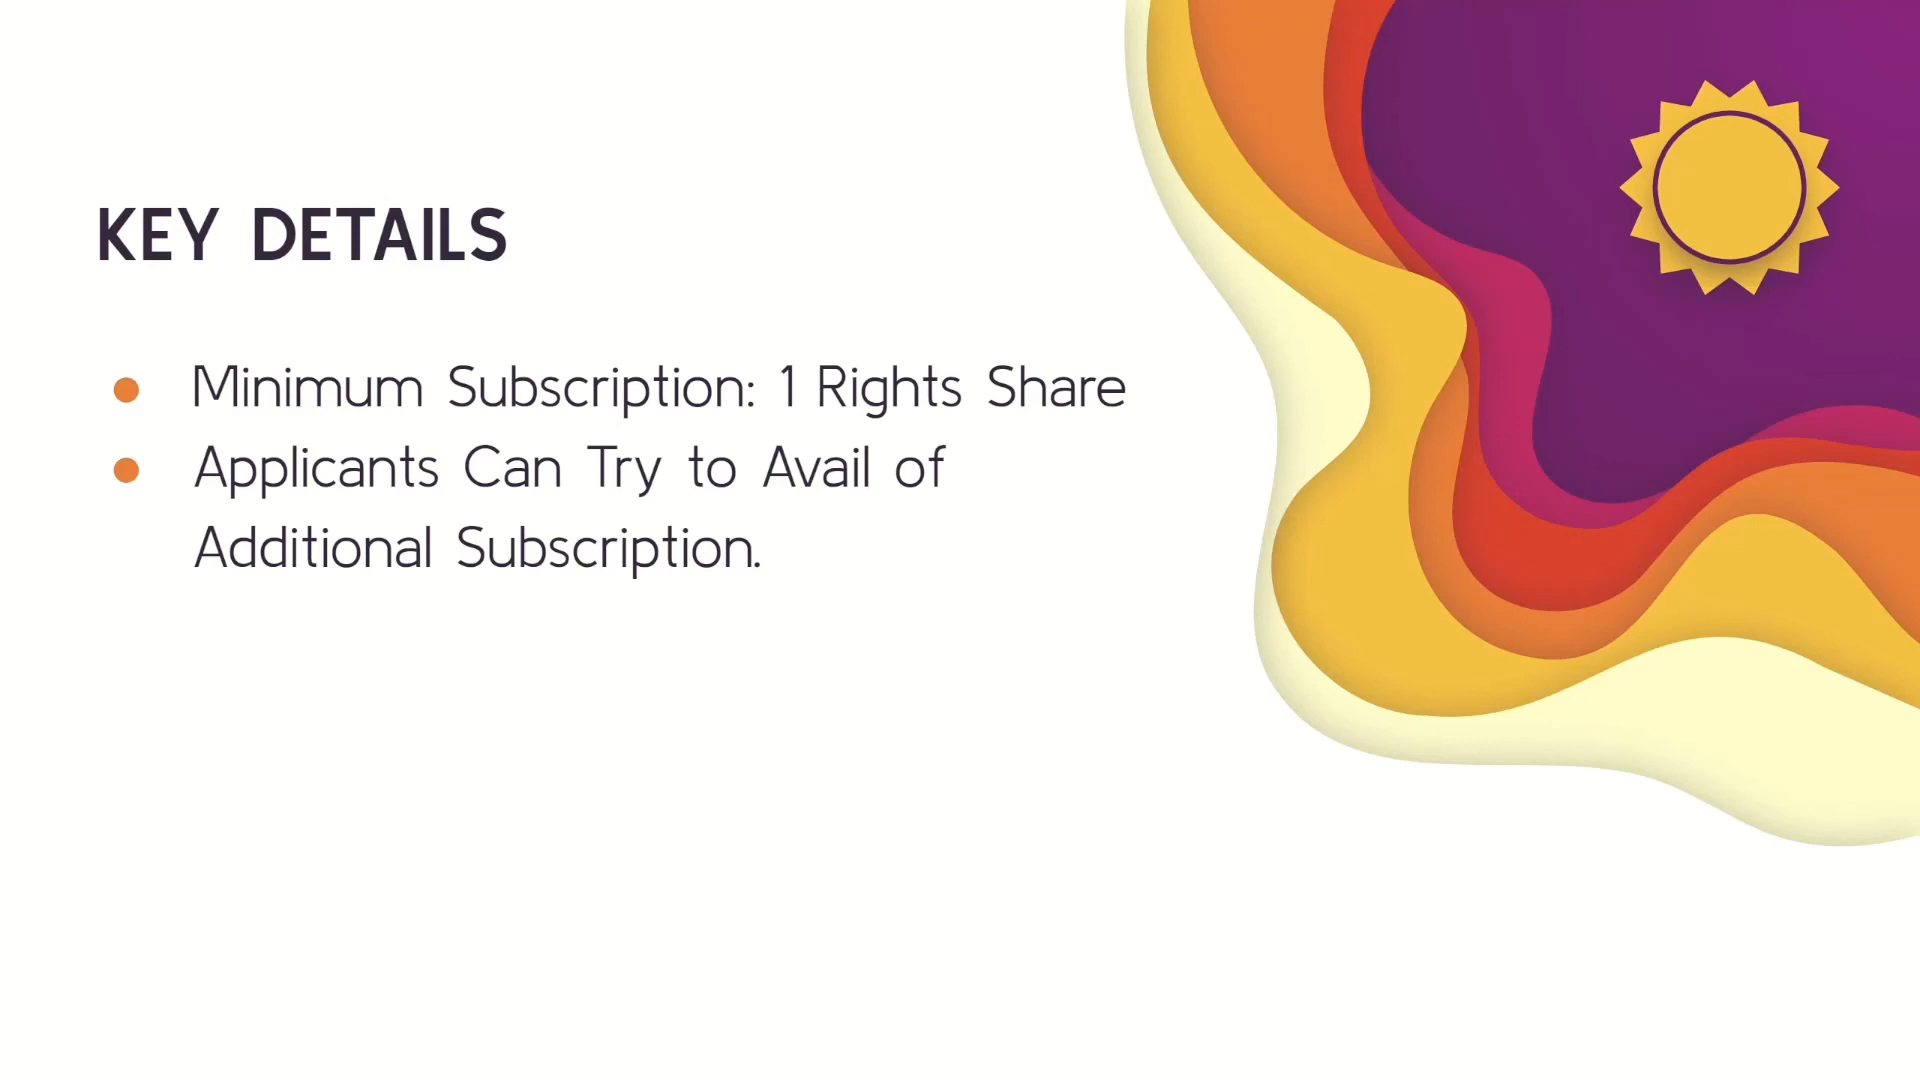 KEY DETAILS
Minimum Subscription: 1 Rights Share
Applicants Can Try to Avail of
Additional Subscription.